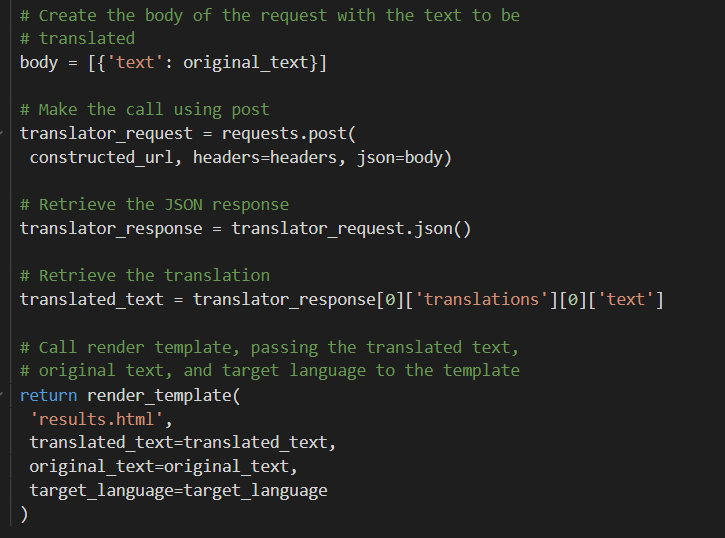 # Create the body of the request with the text to be
# translated
body = [{'text': original_text}]
# Make the call using post
translator_request = requests.post(
constructed_url, headers=headers, json=body)
# Retrieve the JSON response
translator_response = translator_request.json()
# Retrieve the translation
translated_text = translator_response[0]['translations'][0]['text']
# Call render template, passing the translated text,
# original text, and target language to the template
return render_template(
'results.html',
translated_text=translated_text,
original_text=original_text,
target_language=target_language
)